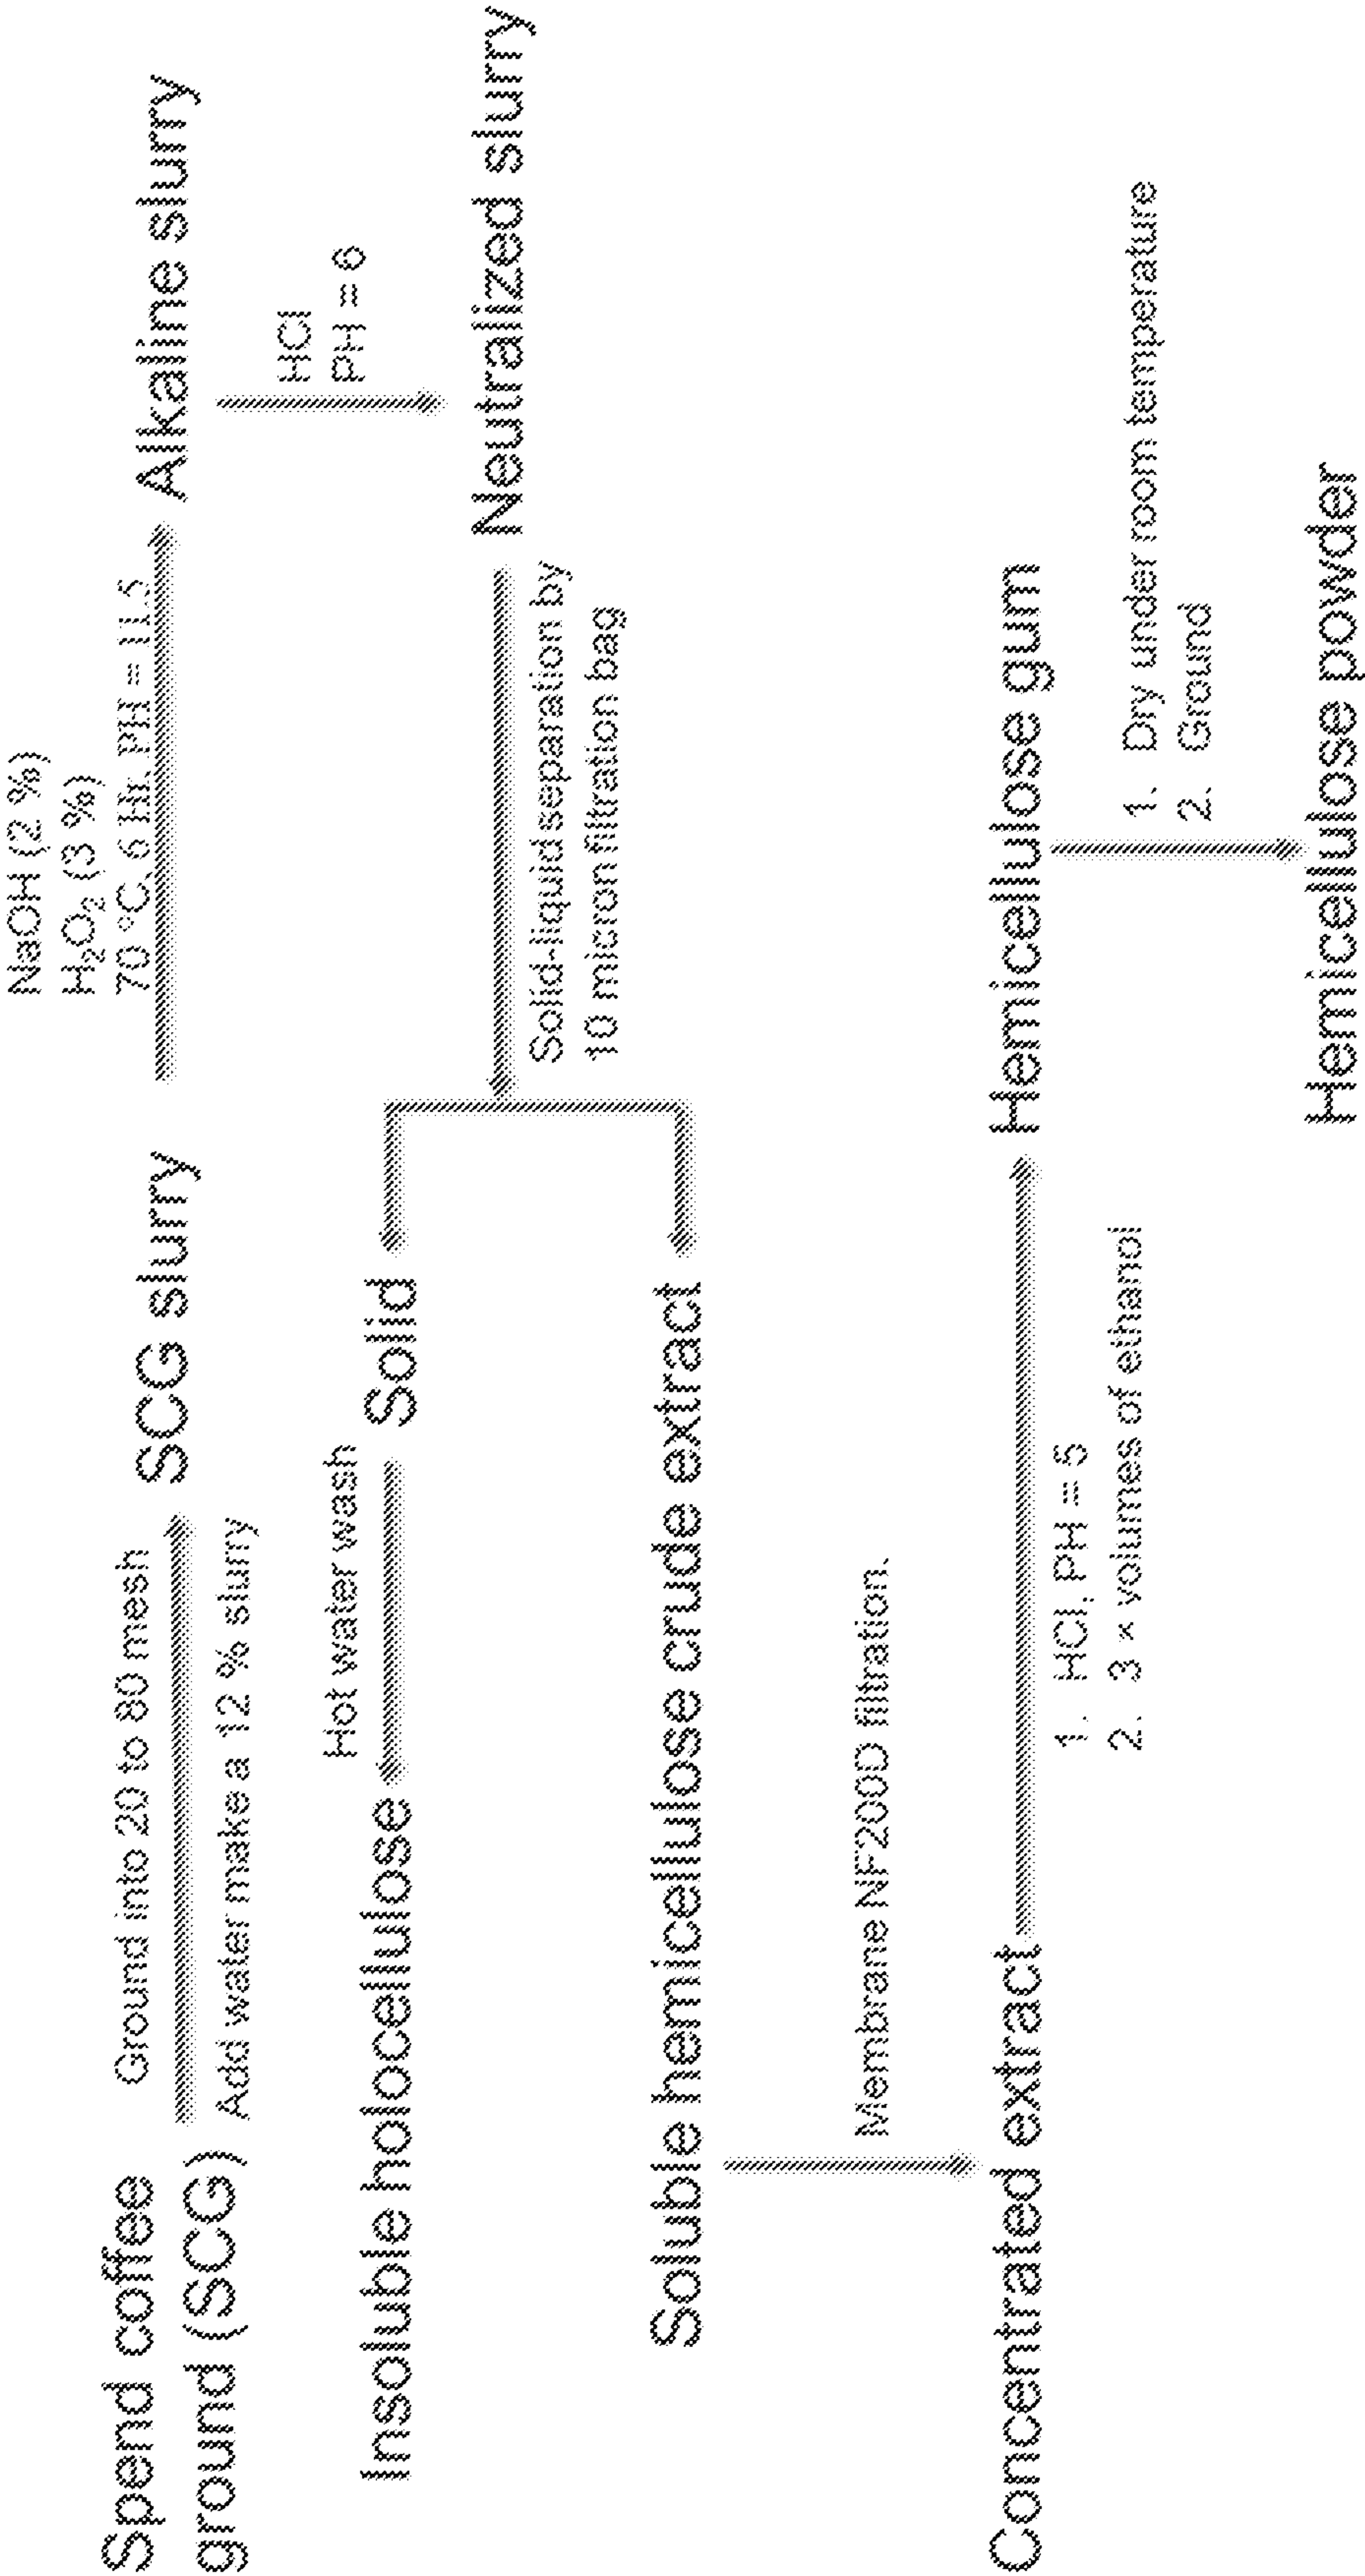 NaOH (2 %)
H₂O₂ (3 %)
70 °C, 6 Hr, PH = 11.5
Spend coffee
ground (SCG)
Ground into 20 to 80 mesh
Add water make a 12 % slurry
SCG slurry
Alkaline slurry
HCl
PH = 6
Neutralized slurry
Solid-liquid separation by
10 micron filtration bag
Solid
Hot water wash
Insoluble holocellulose
Soluble hemicellulose crude extract
Membrane NF200D filtration.
Concentrated extract
1. HCl, PH = 5
2. 3 × volumes of ethanol
Hemicellulose gum
1. Dry under room temperature
2. Ground
Hemicellulose powder